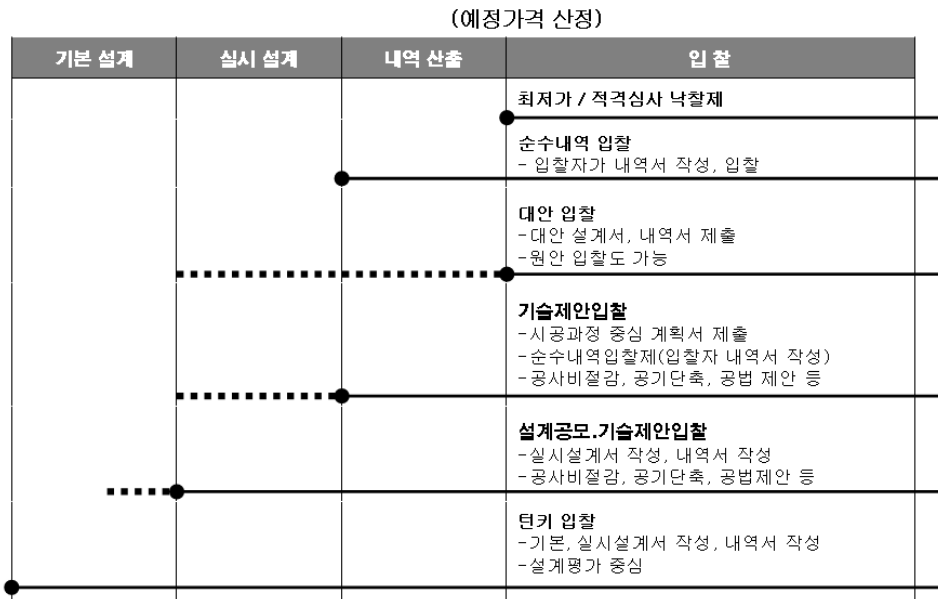 (예정가격 산정)
기본 설계 실시 설계 내역 산출 입 찰
최저가 / 적격심사 낙찰제
순수내역 입찰
- 입찰자가 내역서 작성, 입찰
대안 입찰
-대안 설계서, 내역서 제출
-원안 입찰도 가능
기술제안입찰
-시공과정 중심 계획서 제출
-순수내역입찰제(입찰자 내역서 작성)
-공사비절감, 공기단축, 공법 제안 등
설계공모.기술제안입찰
-실시설계서 작성, 내역서 작성
-공사비절감, 공기단축, 공법제안 등
턴키 입찰
-기본, 실시설계서 작성, 내역서 작성
-설계평가 중심